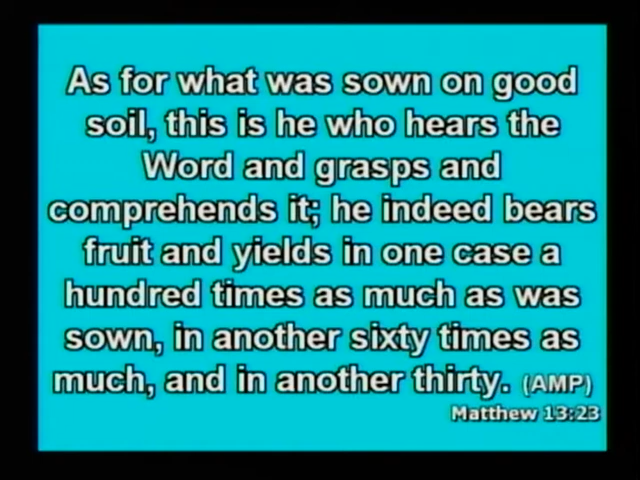 As for what was sown on good
soil, this is he who hears the
Word and grasps and
comprehends it; he indeed bears
fruit and yields in one case a
hundred times as much as was
sown, in another sixty times as
much, and in another thirty. (AMP)
Matthew 13:23